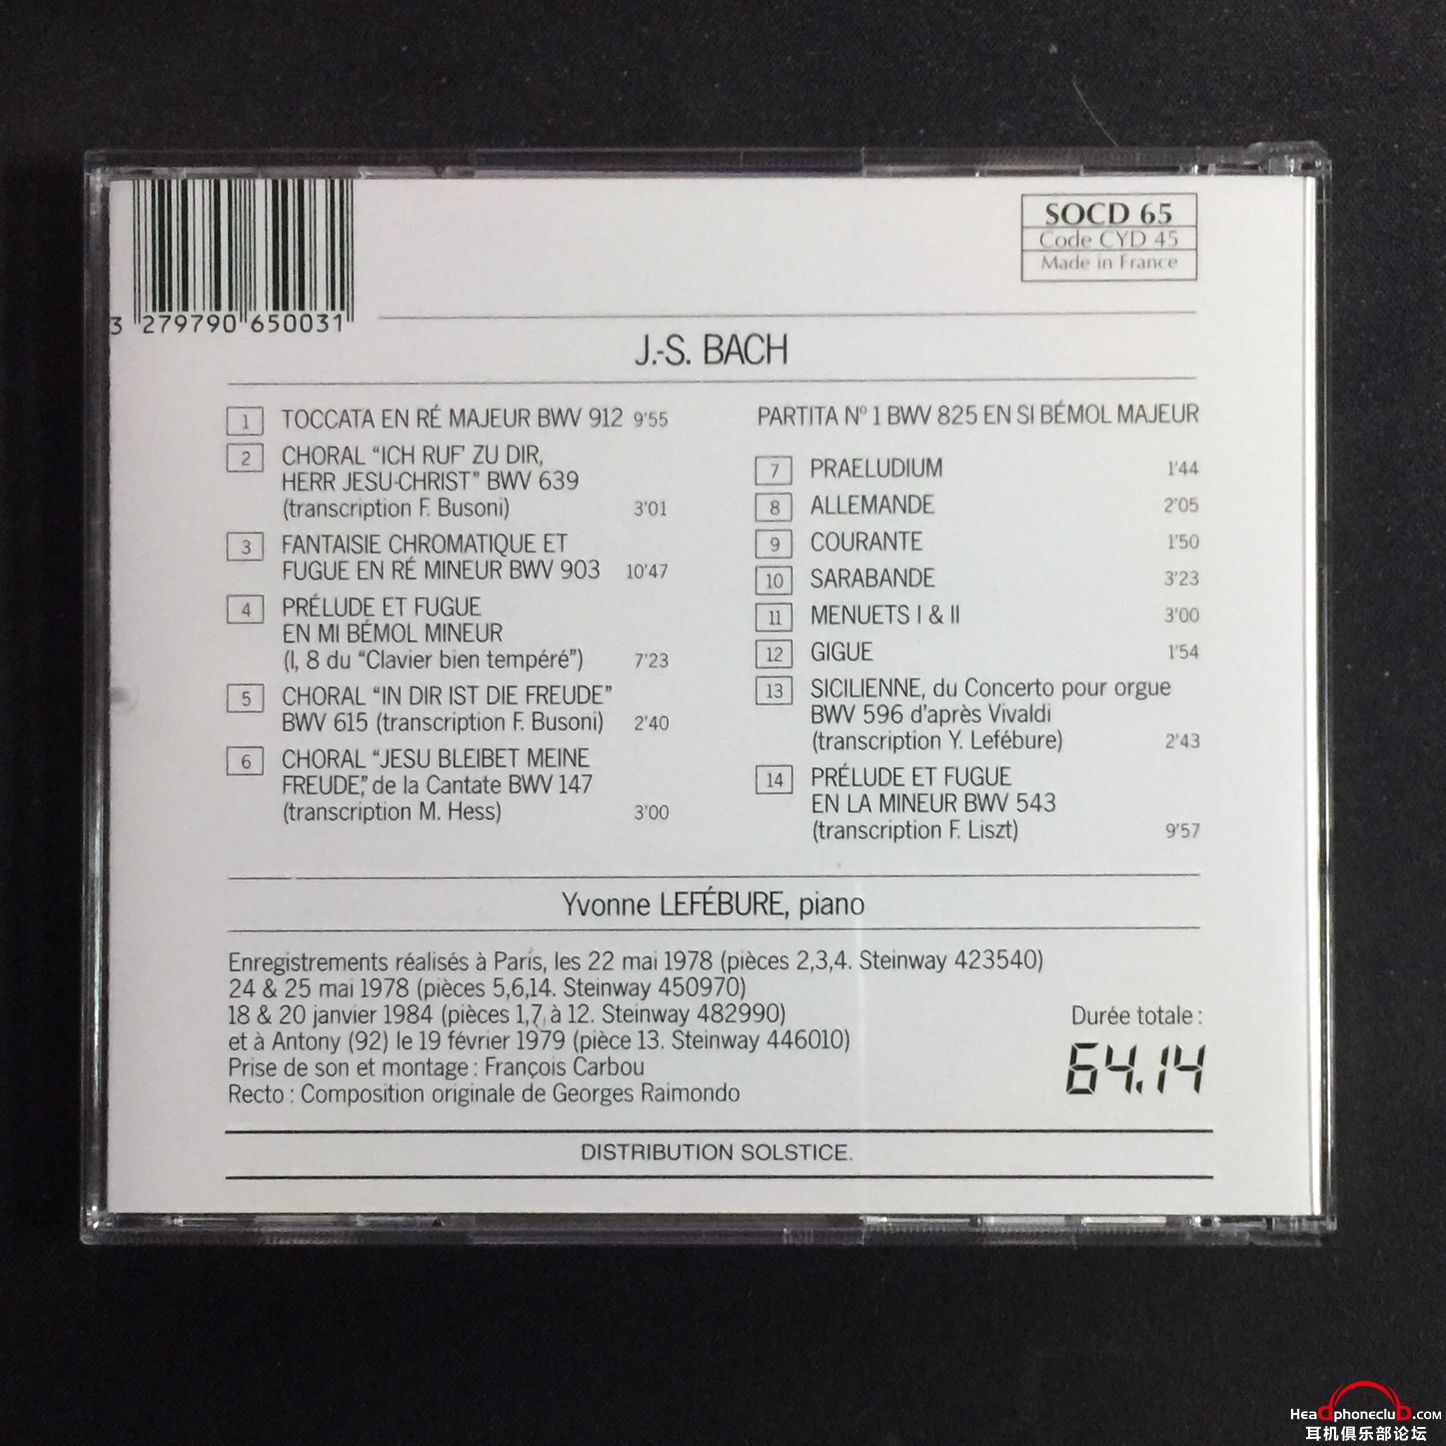 SOCD 65
Code CYD 45
Made in France
3 279790 650031
J.-S. BACH
1 TOCCATA EN RÉ MAJEUR BWV 912 9'55
2 CHORAL “ICH RUF' ZU DIR,
HERR JESU-CHRIST” BWV 639
(transcription F. Busoni) 3'01
3 FANTAISIE CHROMATIQUE ET
FUGUE EN RÉ MINEUR BWV 903 10'47
4 PRÉLUDE ET FUGUE
EN MI BÉMOL MINEUR
(I, 8 du “Clavier bien tempéré”) 7'23
5 CHORAL “IN DIR IST DIE FREUDE”
BWV 615 (transcription F. Busoni) 2'40
6 CHORAL “JESU BLEIBET MEINE
FREUDE,” de la Cantate BWV 147
(transcription M. Hess) 3'00
PARTITA Nº 1 BWV 825 EN SI BÉMOL MAJEUR
7 PRAELUDIUM 1'44
8 ALLEMANDE 2'05
9 COURANTE 1'50
10 SARABANDE 3'23
11 MENUETS I & II 3'00
12 GIGUE 1'54
13 SICILIENNE, du Concerto pour orgue
BWV 596 d'après Vivaldi
(transcription Y. Lefébure) 2'43
14 PRÉLUDE ET FUGUE
EN LA MINEUR BWV 543
(transcription F. Liszt) 9'57
Yvonne LEFÉBURE, piano
Enregistrements réalisés à Paris, les 22 mai 1978 (pièces 2,3,4. Steinway 423540)
24 & 25 mai 1978 (pièces 5,6,14. Steinway 450970)
18 & 20 janvier 1984 (pièces 1,7, à 12. Steinway 482990)
et à Antony (92) le 19 février 1979 (pièce 13. Steinway 446010)
Prise de son et montage : François Carbou
Recto : Composition originale de Georges Raimondo
Durée totale :
64.14
DISTRIBUTION SOLSTICE.
HeadphonecluD.com
耳机俱乐部论坛